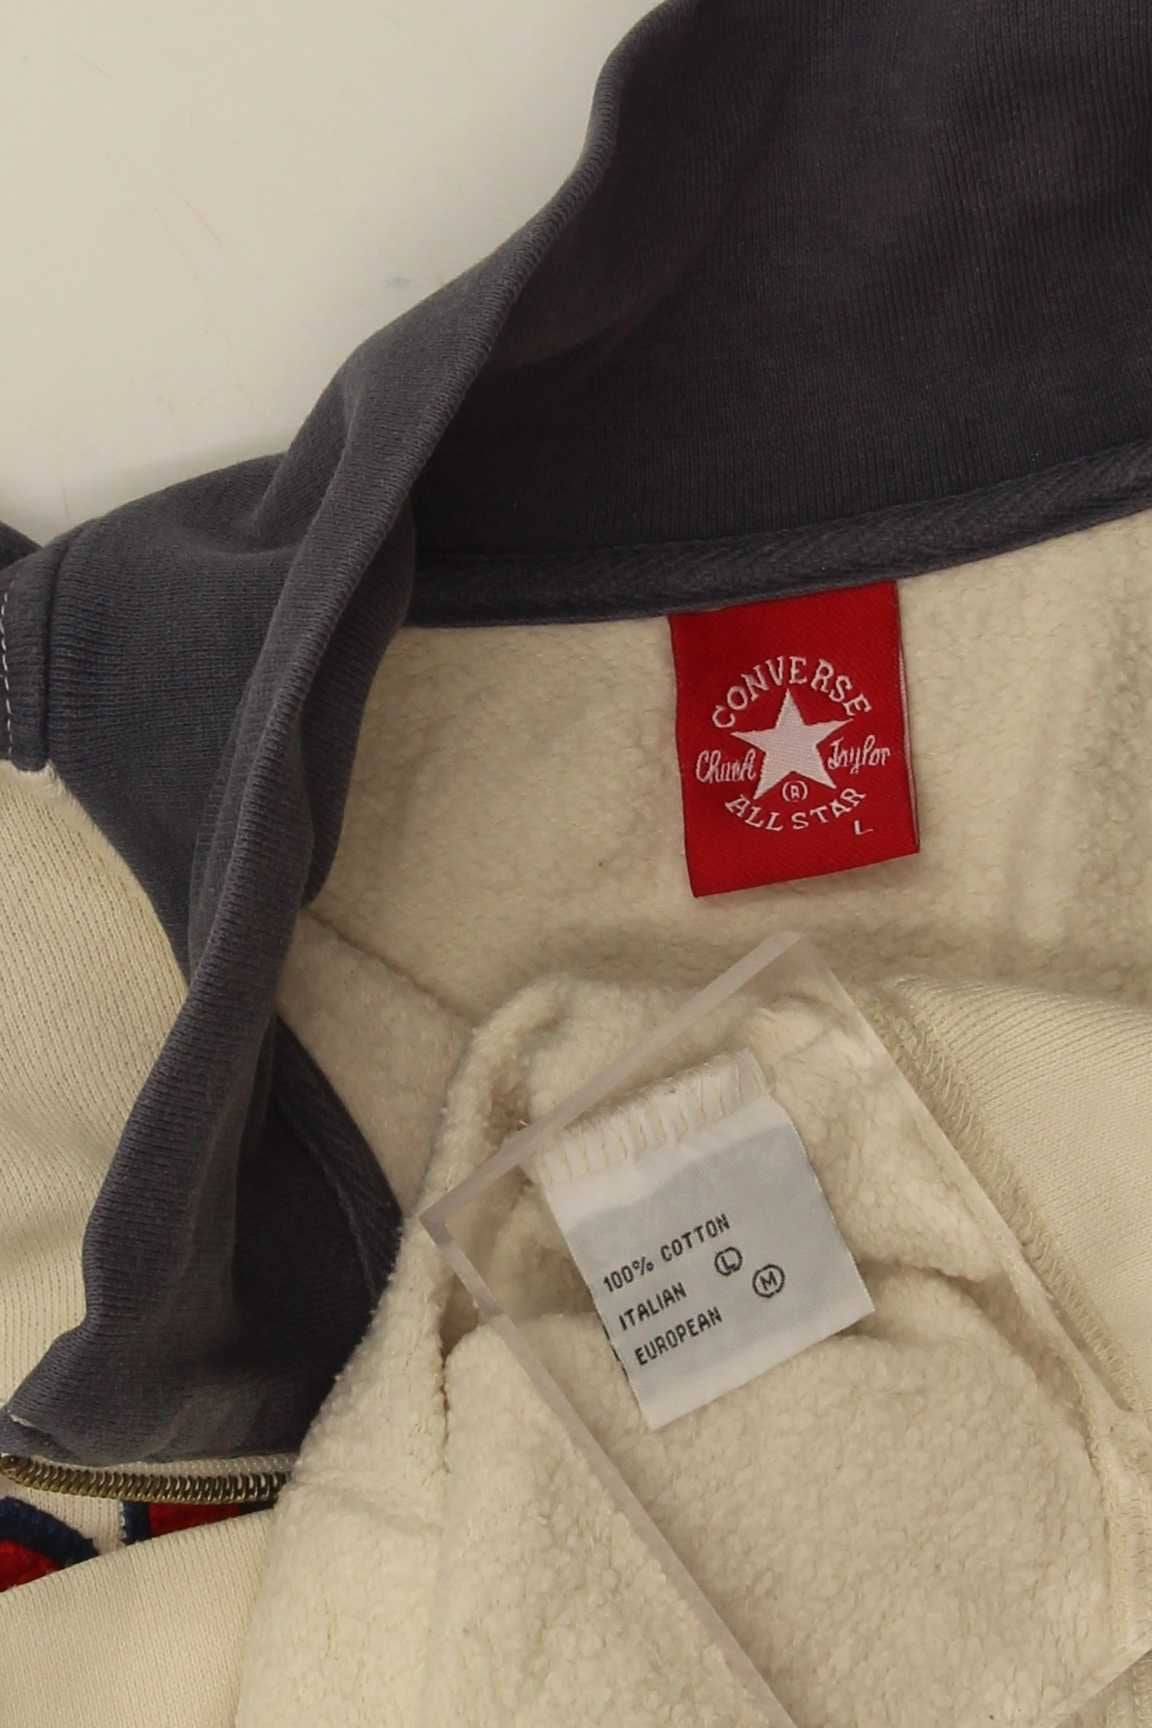 CONVERSE
Chuck Taylor
®
ALL STAR
L
100% COTTON
ITALIAN Ⓛ
EUROPEAN Ⓜ